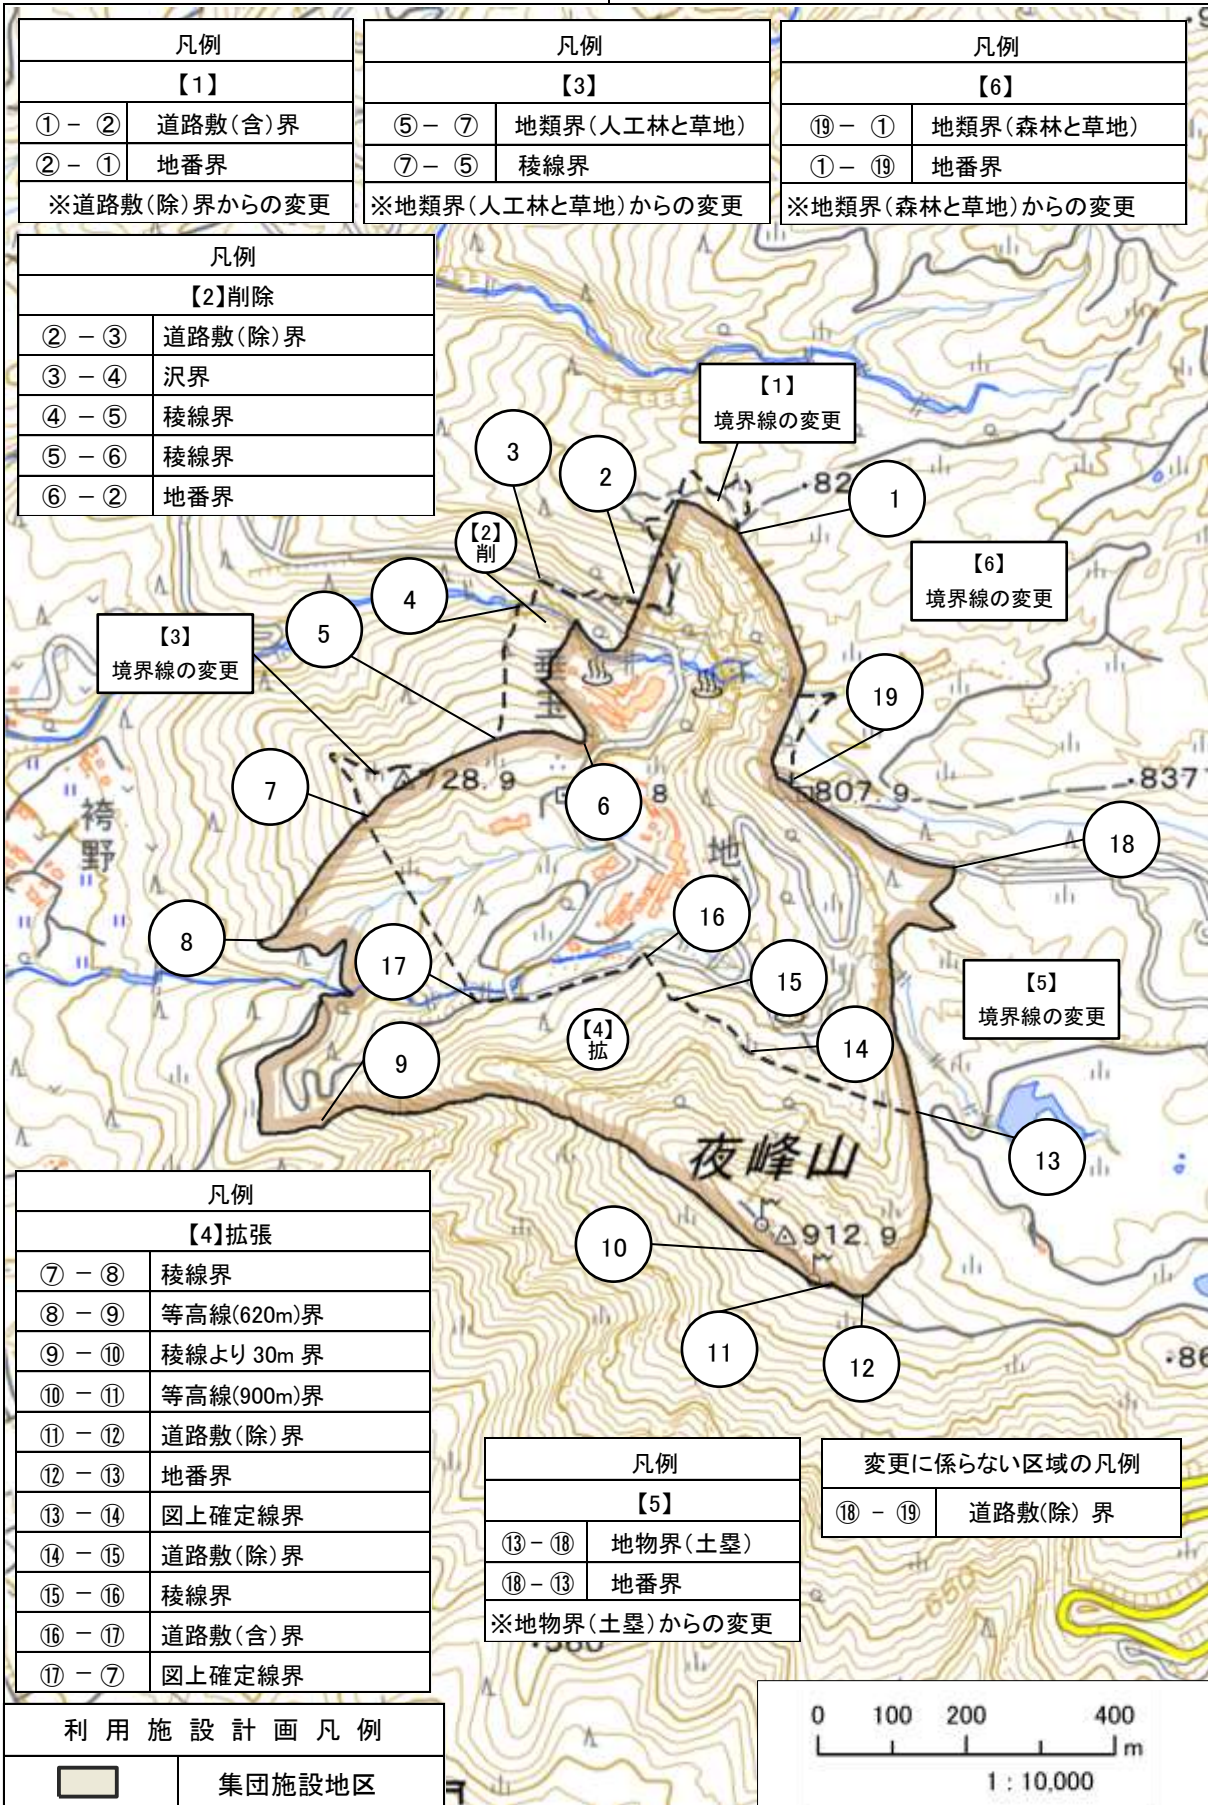 凡例
【1】
① － ② 道路敷（含）界
② － ① 地番界
※道路敷（除）界からの変更
凡例
【3】
⑤－ ⑦ 地類界（人工林と草地）
⑦－ ⑤ 稜線界
※地類界（人工林と草地）からの変更
凡例
【6】
⑲－ ① 地類界（森林と草地）
①－ ⑲ 地番界
※地類界（森林と草地）からの変更
凡例
【2】削除
② －③ 道路敷（除）界
③ －④ 沢界
④ －⑤ 稜線界
⑤ －⑥ 稜線界
⑥ －② 地番界
【1】
境界線の変更
3
2
・82
1
【2】
削
【6】
境界線の変更
4
5
【3】
境界線の変更
垂玉
19
7
728.9
6
8
807.9
・837
袴野
地
18
16
8
17
15
【5】
境界線の変更
【4】
拡
14
9
夜峰山
13
912.9
10
11
12
・86
凡例
【4】拡張
⑦ － ⑧ 稜線界
⑧ － ⑨ 等高線(620m)界
⑨ － ⑩ 稜線より 30m 界
⑩ － ⑪ 等高線(900m)界
⑪ － ⑫ 道路敷（除）界
⑫ － ⑬ 地番界
⑬ － ⑭ 図上確定線界
⑭ － ⑮ 道路敷（除）界
⑮ － ⑯ 稜線界
⑯ － ⑰ 道路敷（含）界
⑰ － ⑦ 図上確定線界
凡例
【5】
⑬－⑱ 地物界（土塁）
⑱－⑬ 地番界
※地物界（土塁）からの変更
変更に係らない区域の凡例
⑱ － ⑲ 道路敷(除) 界
650
利 用 施 設 計 画 凡 例
集団施設地区
0 100 200 400
m
1：10,000